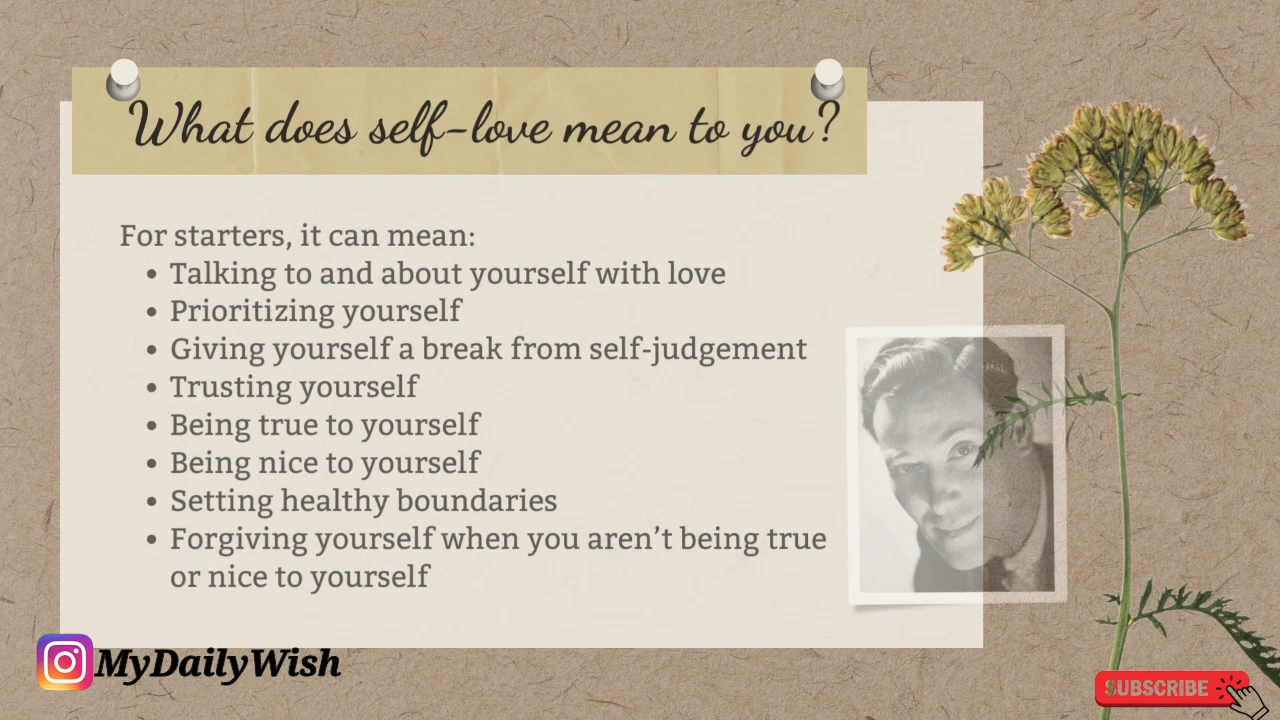 What does self-love mean to you?
For starters, it can mean:
• Talking to and about yourself with love
• Prioritizing yourself
• Giving yourself a break from self-judgement
• Trusting yourself
• Being true to yourself
• Being nice to yourself
• Setting healthy boundaries
• Forgiving yourself when you aren’t being true
or nice to yourself
MyDailyWish
SUBSCRIBE